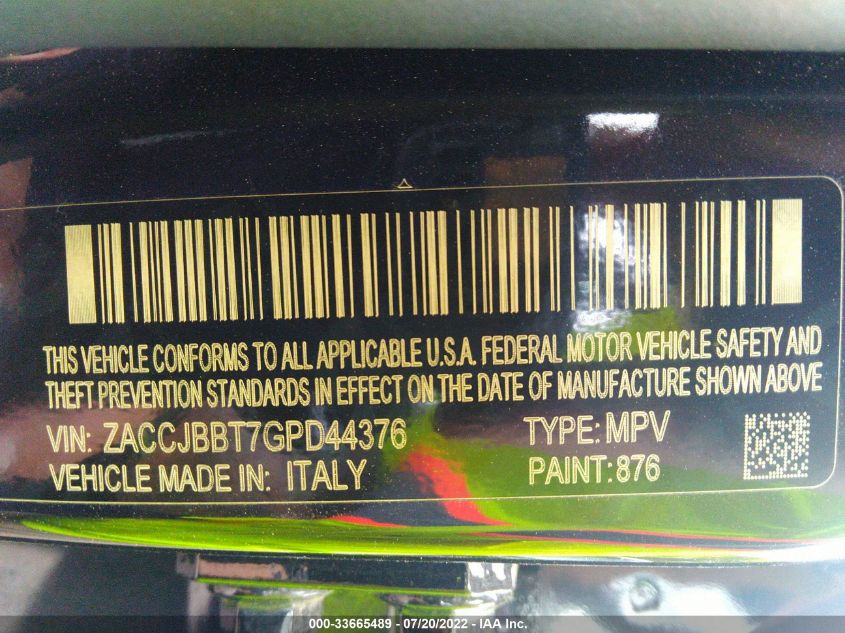 THIS VEHICLE CONFORMS TO ALL APPLICABLE U.S.A. FEDERAL MOTOR VEHICLE SAFETY AND
THEFT PREVENTION STANDARDS IN EFFECT ON THE DATE OF MANUFACTURE SHOWN ABOVE
VIN: ZACCJBBT7GPD44376 TYPE: MPV
VEHICLE MADE IN: ITALY PAINT: 876
000-33665489 - 07/20/2022 - IAA Inc.